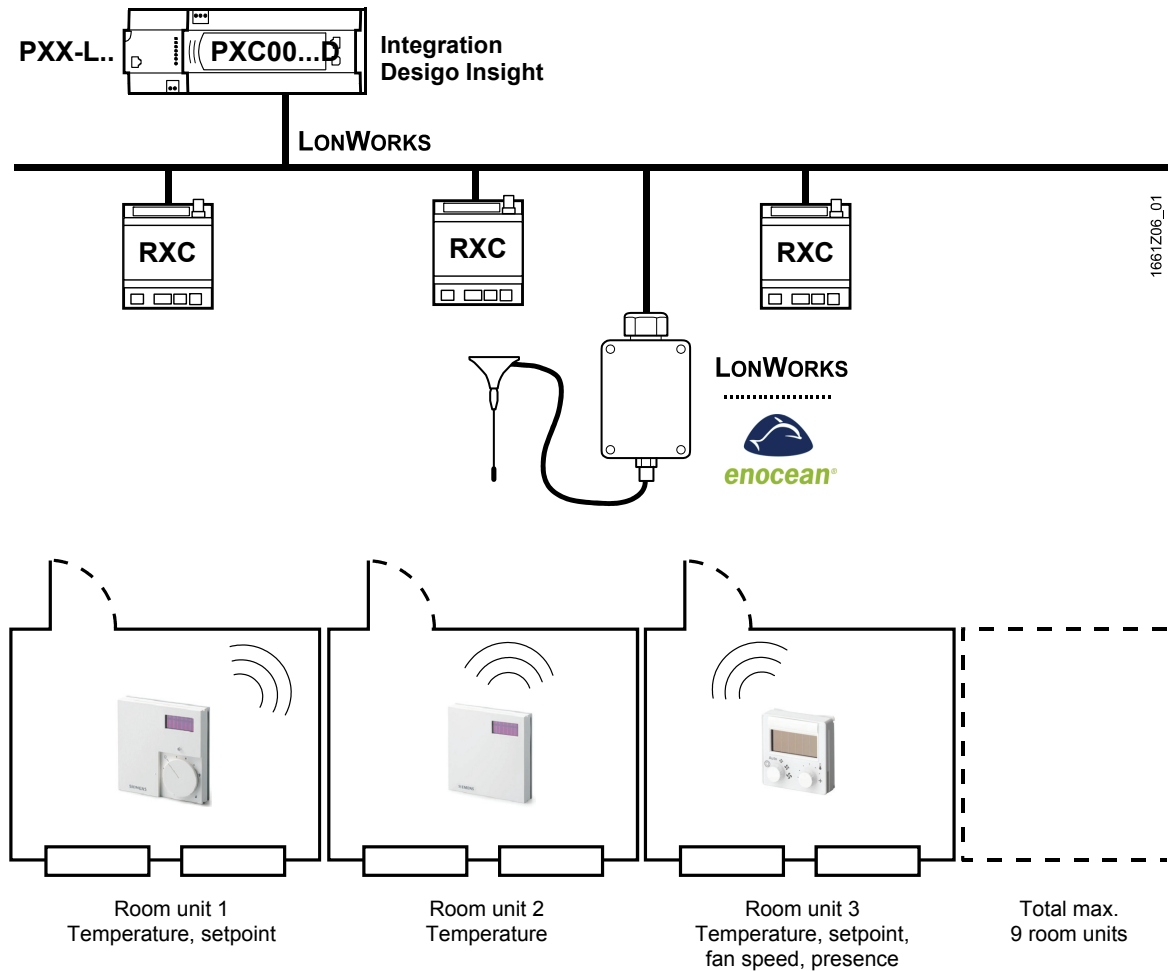 PXX-L..
PXC00...D
Integration
Desigo Insight
LONWORKS
1661Z06_01
RXC
RXC
RXC
LONWORKS
enocean®
Room unit 1
Temperature, setpoint
Room unit 2
Temperature
Room unit 3
Temperature, setpoint,
fan speed, presence
Total max.
9 room units